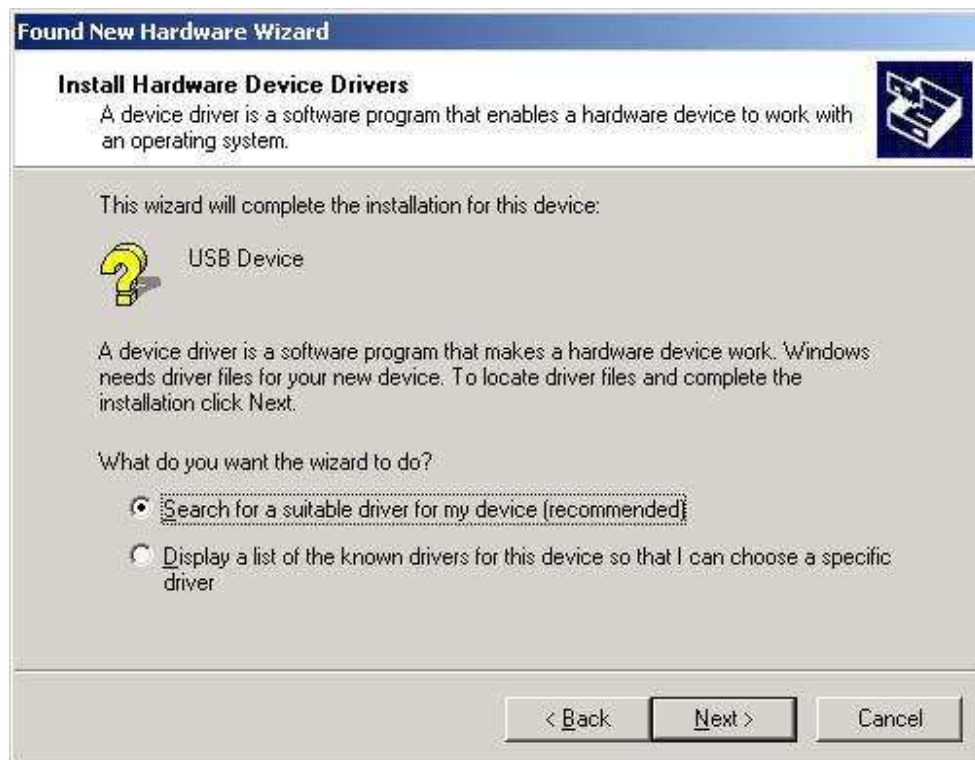 Found New Hardware Wizard
Install Hardware Device Drivers
A device driver is a software program that enables a hardware device to work with
an operating system.
This wizard will complete the installation for this device:
USB Device
A device driver is a software program that makes a hardware device work. Windows
needs driver files for your new device. To locate driver files and complete the
installation click Next.
What do you want the wizard to do?
Search for a suitable driver for my device (recommended)
Display a list of the known drivers for this device so that I can choose a specific
driver
< Back
Next >
Cancel